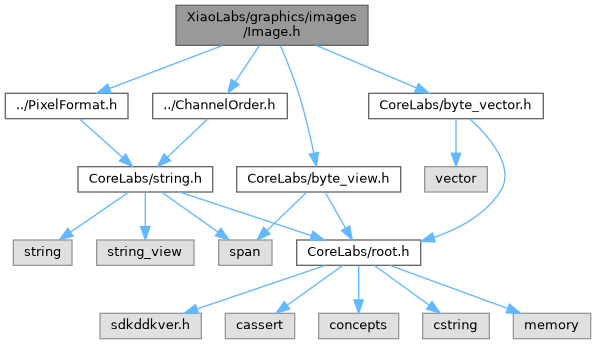 XiaoLabs/graphics/images
/Image.h
../PixelFormat.h
../ChannelOrder.h
CoreLabs/byte_vector.h
CoreLabs/string.h
CoreLabs/byte_view.h
vector
string
string_view
span
CoreLabs/root.h
sdkddkver.h
cassert
concepts
cstring
memory